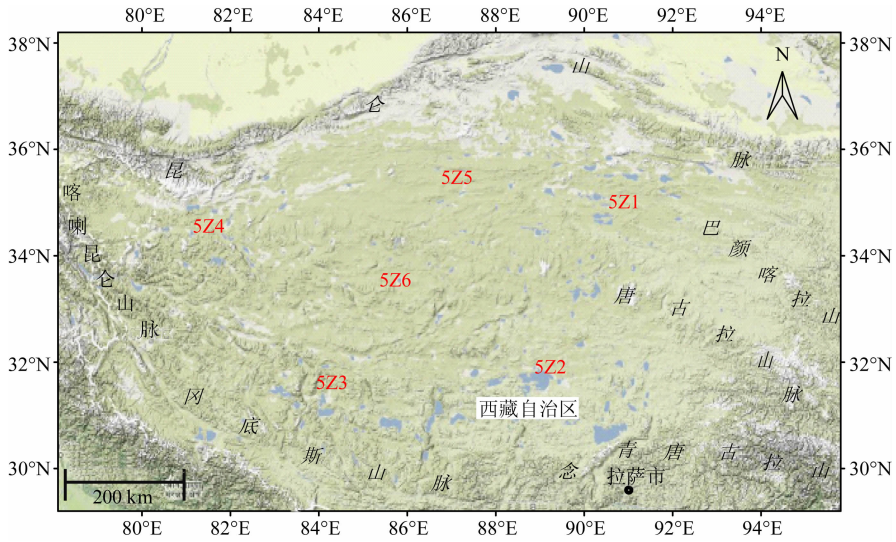 80°E 82°E 84°E 86°E 88°E 90°E 92°E 94°E
38°N 38°N
N
山
仑
36°N 36°N
昆 脉
5Z5
喀 5Z1
喇 5Z4 巴
34°N 昆 颜 34°N
仑 5Z6 喀
山 唐 古 拉 山
脉 拉
32°N 5Z2 山 32°N
5Z3 脉
冈 西藏自治区
底 青 唐 古
30°N 斯 山 脉 念 拉 山 30°N
拉萨市
200 km
80°E 82°E 84°E 86°E 88°E 90°E 92°E 94°E